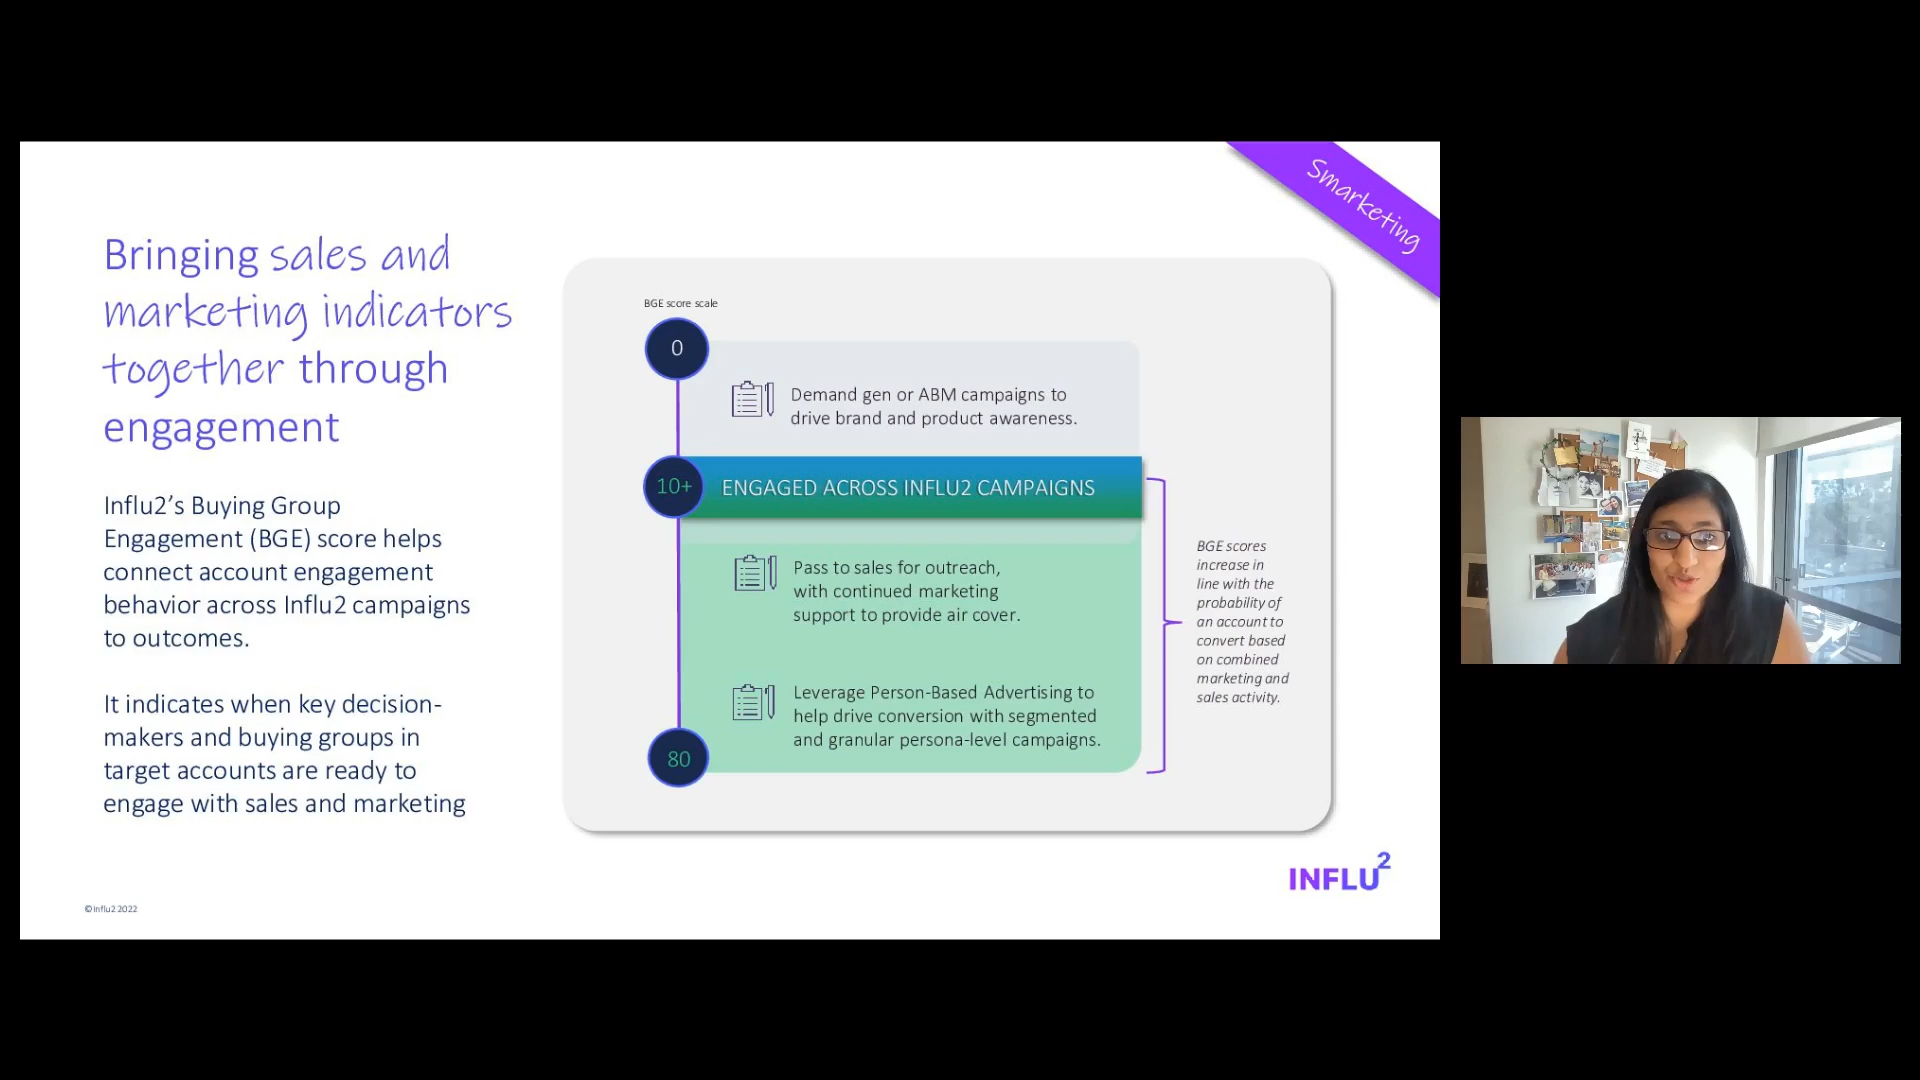 Smarketing
Bringing sales and
marketing indicators
together through
engagement
Influ2’s Buying Group
Engagement (BGE) score helps
connect account engagement
behavior across Influ2 campaigns
to outcomes.
It indicates when key decision-
makers and buying groups in
target accounts are ready to
engage with sales and marketing
BGE score scale
0
Demand gen or ABM campaigns to
drive brand and product awareness.
10+
ENGAGED ACROSS INFLU2 CAMPAIGNS
Pass to sales for outreach,
with continued marketing
support to provide air cover.
Leverage Person-Based Advertising to
help drive conversion with segmented
and granular persona-level campaigns.
80
BGE scores
increase in
line with the
probability of
an account to
convert based
on combined
marketing and
sales activity.
INFLU2
©Influ2 2022